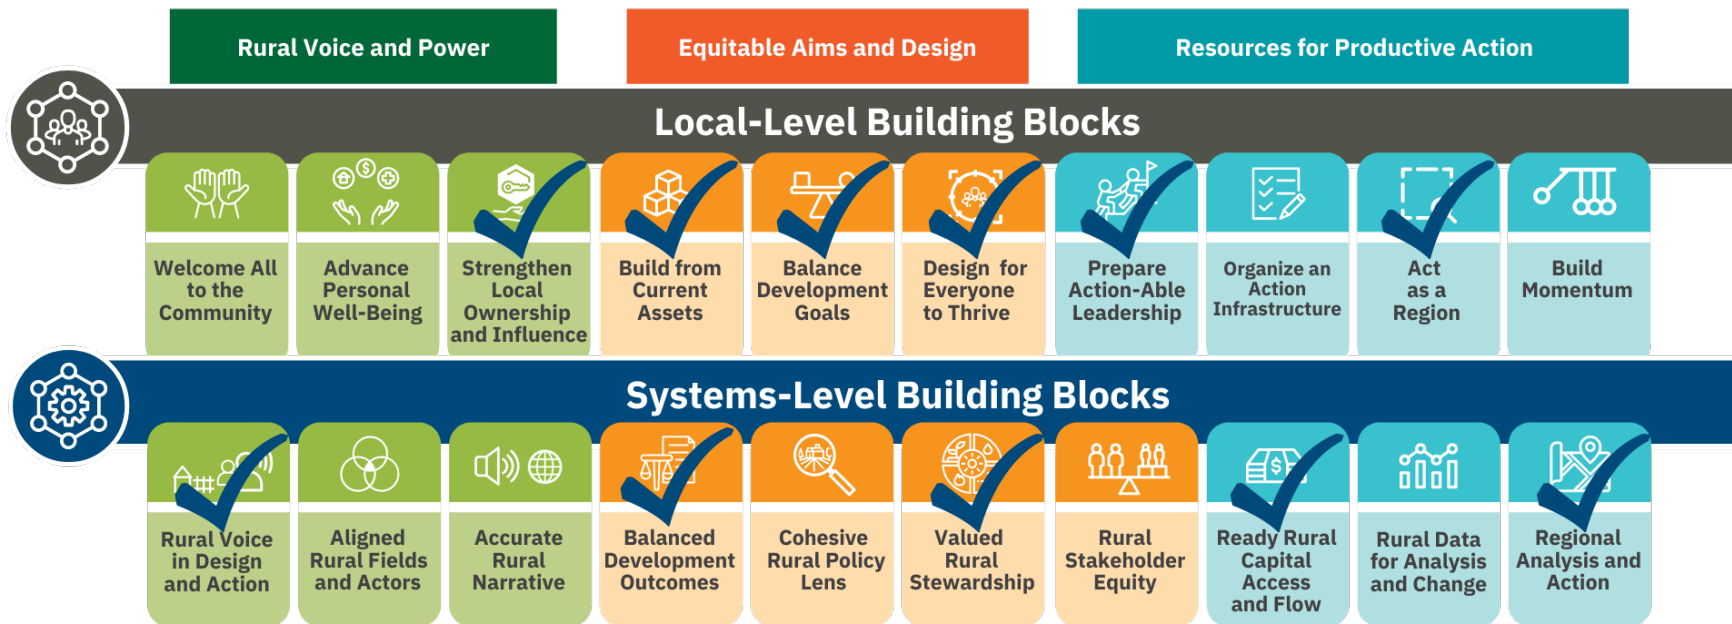 Rural Voice and Power
Equitable Aims and Design
Resources for Productive Action
Local-Level Building Blocks
Welcome All
to the
Community
Advance
Personal
Well-Being
Strengthen
Local
Ownership
and Influence
Build from
Current
Assets
Balance
Development
Goals
Design for
Everyone
to Thrive
Prepare
Action-Able
Leadership
Organize an
Action
Infrastructure
Act
as a
Region
Build
Momentum
Systems-Level Building Blocks
Rural Voice
in Design
and Action
Aligned
Rural Fields
and Actors
Accurate
Rural
Narrative
Balanced
Development
Outcomes
Cohesive
Rural Policy
Lens
Valued
Rural
Stewardship
Rural
Stakeholder
Equity
Ready Rural
Capital
Access
and Flow
Rural Data
for Analysis
and Change
Regional
Analysis and
Action